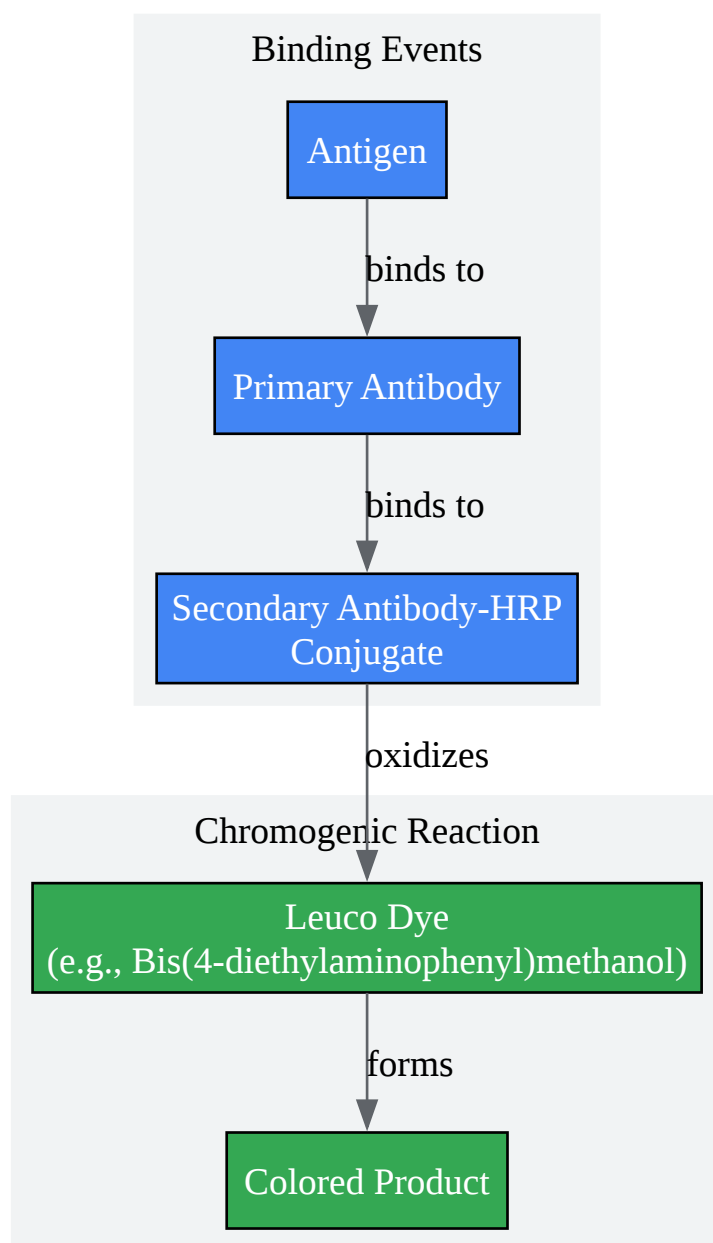 Binding Events
Antigen
binds to
Primary Antibody
binds to
Secondary Antibody-HRP
Conjugate
oxidizes
Chromogenic Reaction
Leuco Dye
(e.g., Bis(4-diethylaminophenyl)methanol)
forms
Colored Product